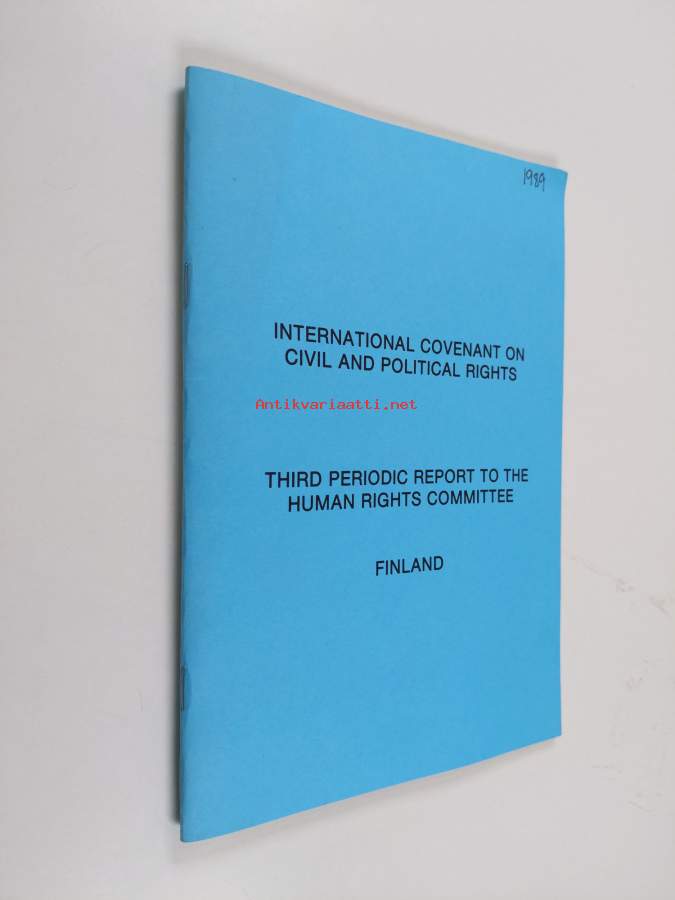 1989
INTERNATIONAL COVENANT ON
CIVIL AND POLITICAL RIGHTS
Antikvariaatti.net
THIRD PERIODIC REPORT TO THE
HUMAN RIGHTS COMMITTEE
FINLAND